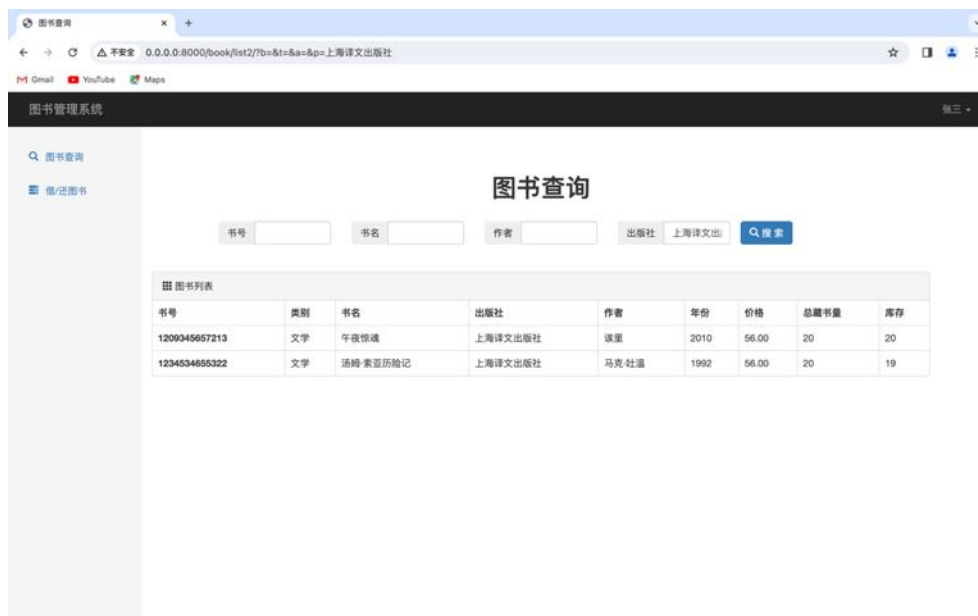 图书查询
不安全 0.0.0.0:8000/book/list2/?b=&t=&a=&p=上海译文出版社
Gmail YouTube Maps
图书管理系统 张三
图书查询
借/还图书
图书查询
书号 书名 作者 出版社 上海译文出 搜索
图书列表
书号 类别 书名 出版社 作者 年份 价格 总藏书量 库存
1209345657213 文学 午夜惊魂 上海译文出版社 诶里 2010 56.00 20 20
1234534655322 文学 汤姆·索亚历险记 上海译文出版社 马克·吐温 1992 56.00 20 19